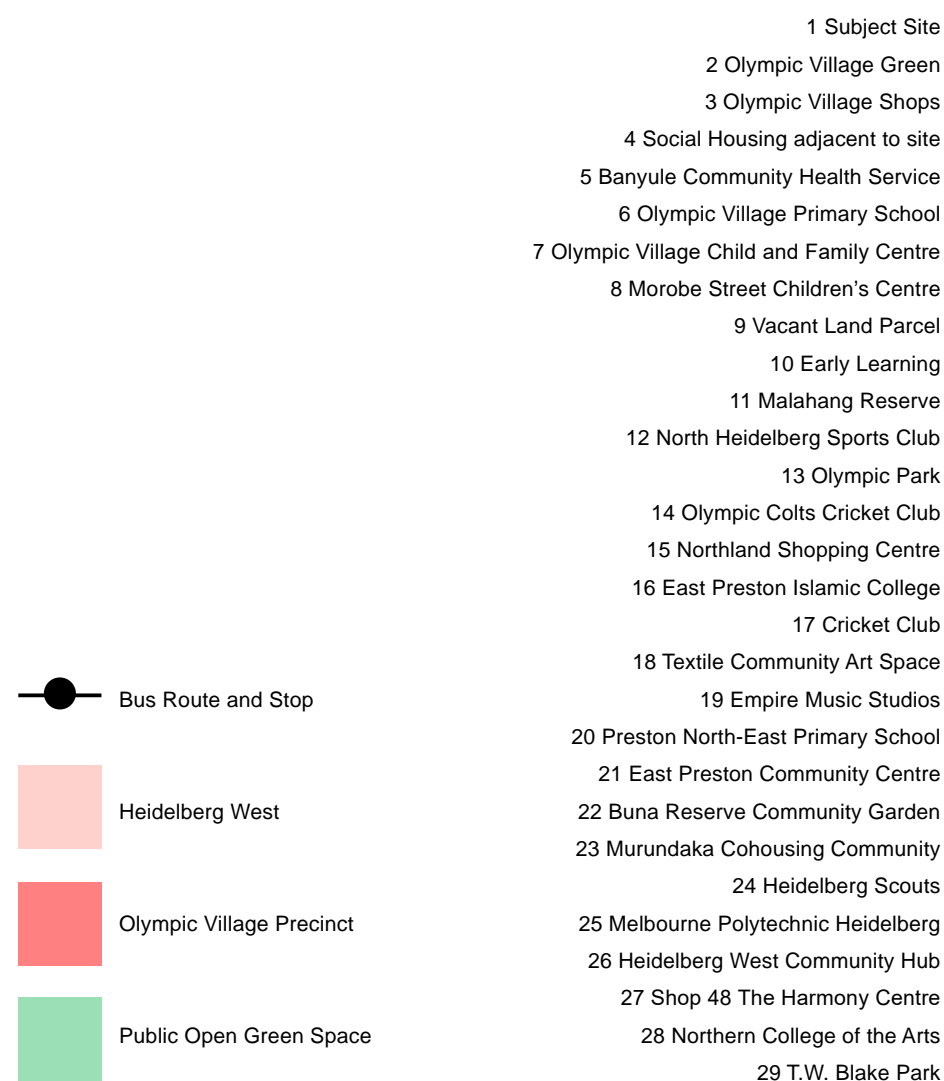 1 Subject Site
2 Olympic Village Green
3 Olympic Village Shops
4 Social Housing adjacent to site
5 Banyule Community Health Service
6 Olympic Village Primary School
7 Olympic Village Child and Family Centre
8 Morobe Street Children’s Centre
9 Vacant Land Parcel
10 Early Learning
11 Malahang Reserve
12 North Heidelberg Sports Club
13 Olympic Park
14 Olympic Colts Cricket Club
15 Northland Shopping Centre
16 East Preston Islamic College
17 Cricket Club
18 Textile Community Art Space
19 Empire Music Studios
20 Preston North-East Primary School
21 East Preston Community Centre
22 Buna Reserve Community Garden
23 Murundaka Cohousing Community
24 Heidelberg Scouts
25 Melbourne Polytechnic Heidelberg
26 Heidelberg West Community Hub
27 Shop 48 The Harmony Centre
28 Northern College of the Arts
29 T.W. Blake Park
Bus Route and Stop
Heidelberg West
Olympic Village Precinct
Public Open Green Space